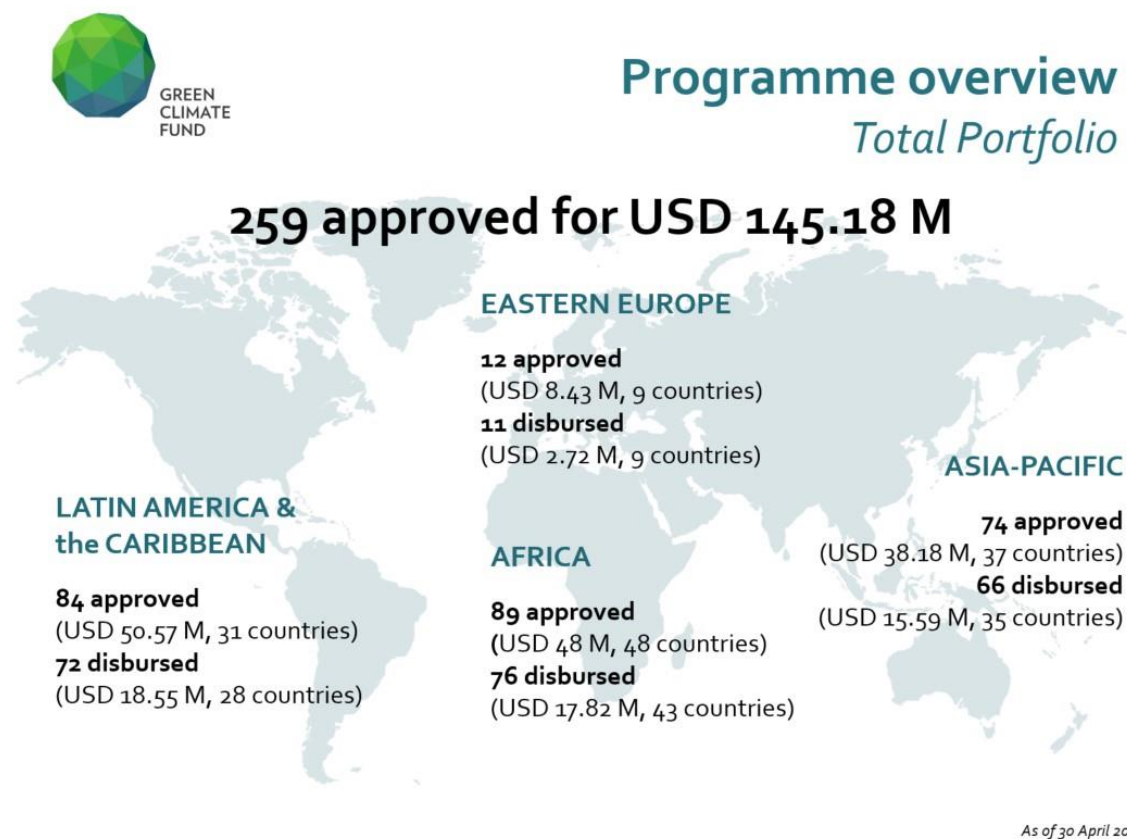 GREEN
CLIMATE
FUND
Programme overview
Total Portfolio
259 approved for USD 145.18 M
EASTERN EUROPE
12 approved
(USD 8.43 M, 9 countries)
11 disbursed
(USD 2.72 M, 9 countries)
ASIA-PACIFIC
74 approved
(USD 38.18 M, 37 countries)
66 disbursed
(USD 15.59 M, 35 countries)
LATIN AMERICA &
the CARIBBEAN
84 approved
(USD 50.57 M, 31 countries)
72 disbursed
(USD 18.55 M, 28 countries)
AFRICA
89 approved
(USD 48 M, 48 countries)
76 disbursed
(USD 17.82 M, 43 countries)
As of 30 April